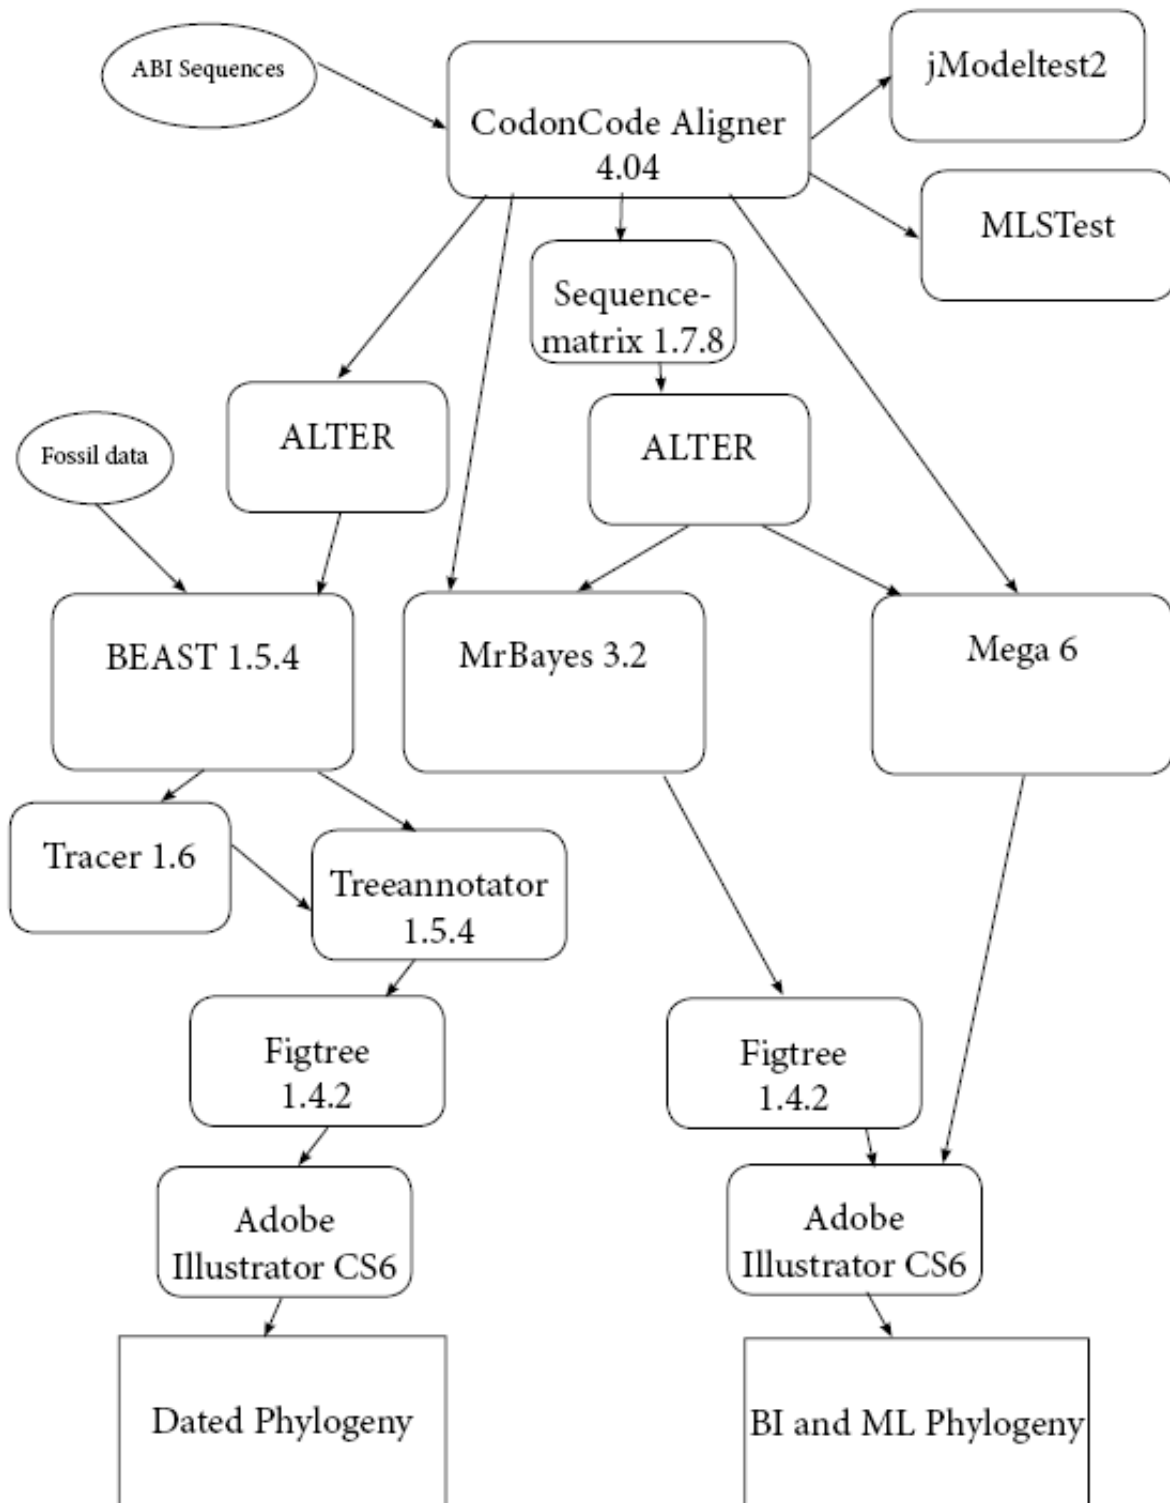 ABI Sequences
jModeltest2
CodonCode Aligner
4.04
MLSTest
Sequence-
matrix 1.7.8
ALTER
ALTER
Fossil data
BEAST 1.5.4
MrBayes 3.2
Mega 6
Tracer 1.6
Treeannotator
1.5.4
Figtree
1.4.2
Figtree
1.4.2
Adobe
Illustrator CS6
Adobe
Illustrator CS6
Dated Phylogeny
BI and ML Phylogeny